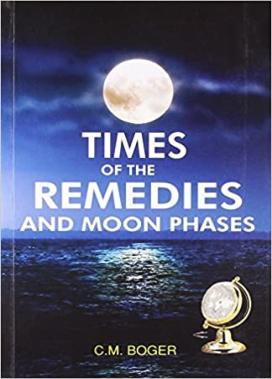 TIMES
OF THE
REMEDIES
AND MOON PHASES
C.M. BOGER